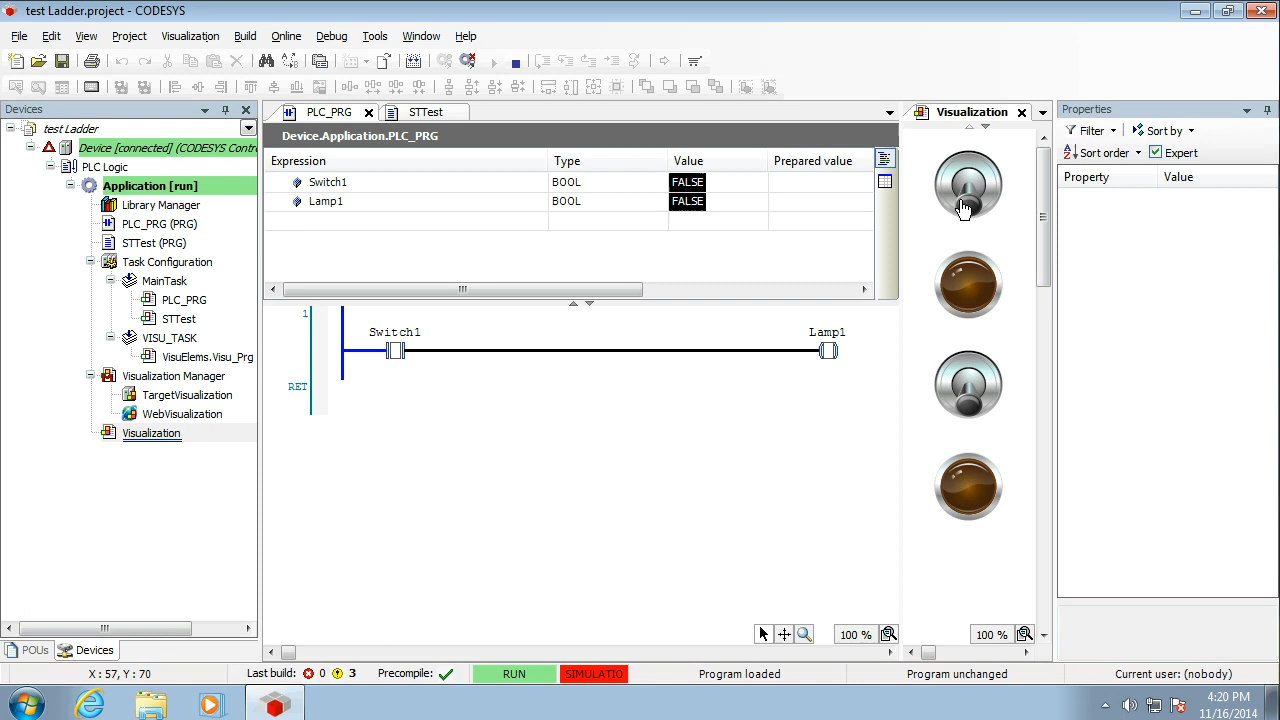 test Ladder.project - CODESYS
File Edit View Project Visualization Build Online Debug Tools Window Help
Devices
test Ladder
Device [connected] (CODESYS Contr
PLC Logic
Application [run]
Library Manager
PLC_PRG (PRG)
STTest (PRG)
Task Configuration
MainTask
PLC_PRG
STTest
VISU_TASK
VisuElems.Visu_Prg
Visualization Manager
TargetVisualization
WebVisualization
Visualization
POUs Devices
PLC_PRG STTest
Device.Application.PLC_PRG
Expression Type Value Prepared value
Switch1 BOOL FALSE
Lamp1 BOOL FALSE
1
Switch1 Lamp1
RET
100 %
Visualization
100 %
Properties
Filter Sort by
Sort order Expert
Property Value
X : 57, Y : 70 Last build: 0 3 Precompile: RUN SIMULATIO Program loaded Program unchanged Current user: (nobody)
4:20 PM
11/16/2014